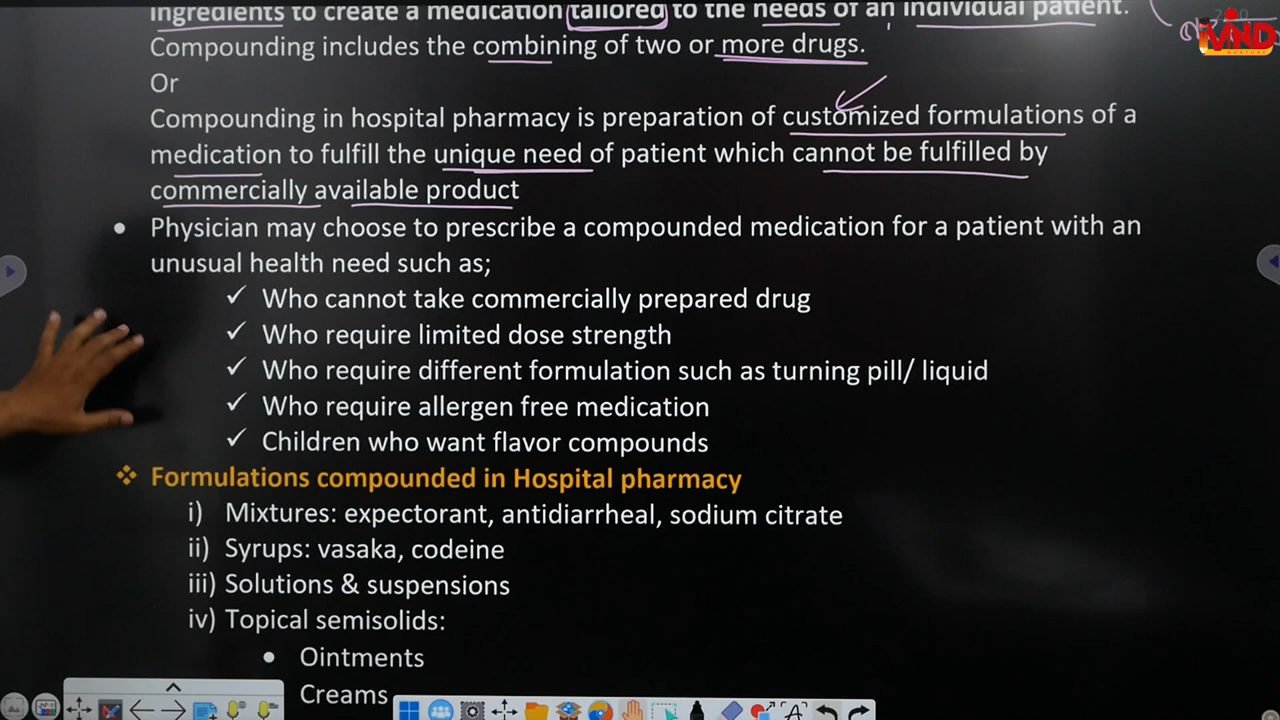 ingredients to create a medication tailored to the needs of an individual patient.
Compounding includes the combining of two or more drugs.
Or
Compounding in hospital pharmacy is preparation of customized formulations of a
medication to fulfill the unique need of patient which cannot be fulfilled by
commercially available product
• Physician may choose to prescribe a compounded medication for a patient with an
unusual health need such as;
✓ Who cannot take commercially prepared drug
✓ Who require limited dose strength
✓ Who require different formulation such as turning pill/ liquid
✓ Who require allergen free medication
✓ Children who want flavor compounds
❖ Formulations compounded in Hospital pharmacy
i) Mixtures: expectorant, antidiarrheal, sodium citrate
ii) Syrups: vasaka, codeine
iii) Solutions & suspensions
iv) Topical semisolids:
• Ointments
Creams